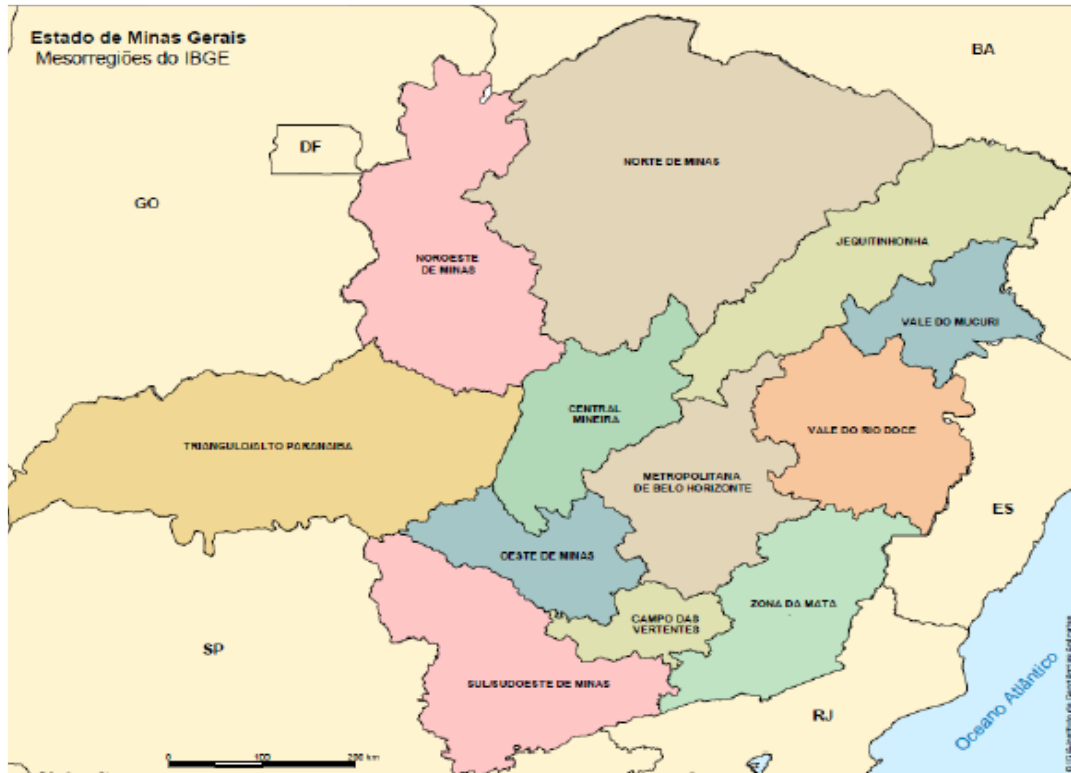 Estado de Minas Gerais
Mesorregiões do IBGE
BA
DF
GO
NORTE DE MINAS
JEQUITINHONHA
NOROESTE
DE MINAS
VALE DO MUCURI
CENTRAL
MINEIRA
TRIANGULO/ALTO PARANAIBA
VALE DO RIO DOCE
METROPOLITANA
DE BELO HORIZONTE
ES
OESTE DE MINAS
ZONA DA MATA
CAMPO DAS
VERTENTES
SP
SUL/SUDOESTE DE MINAS
RJ
Oceano Atlântico
0 100 200 km